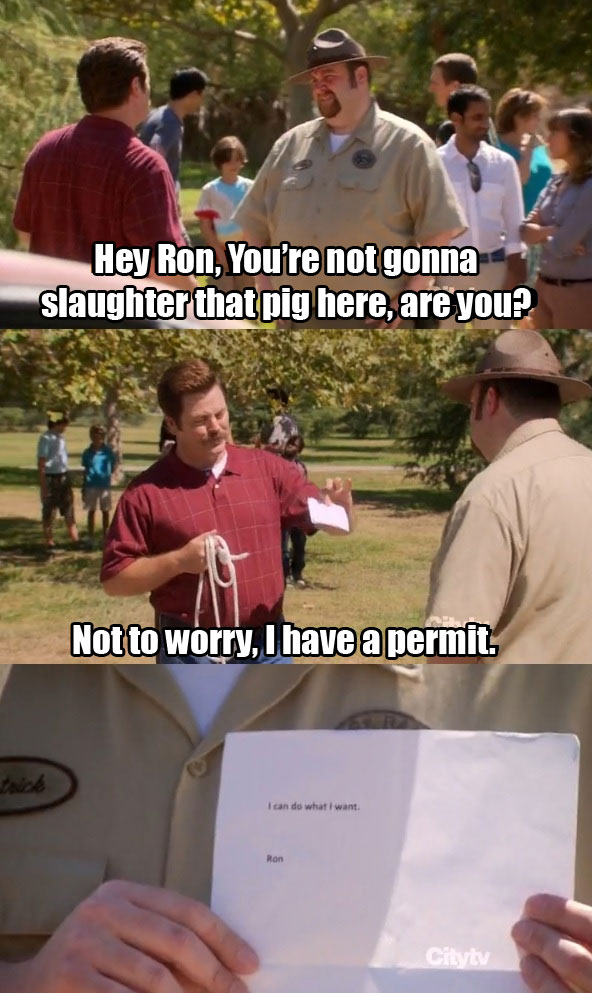 Hey Ron, You're not gonna
slaughter that pig here, are you?
Not to worry, I have a permit.
trick
I can do what I want.
Ron
Citytv